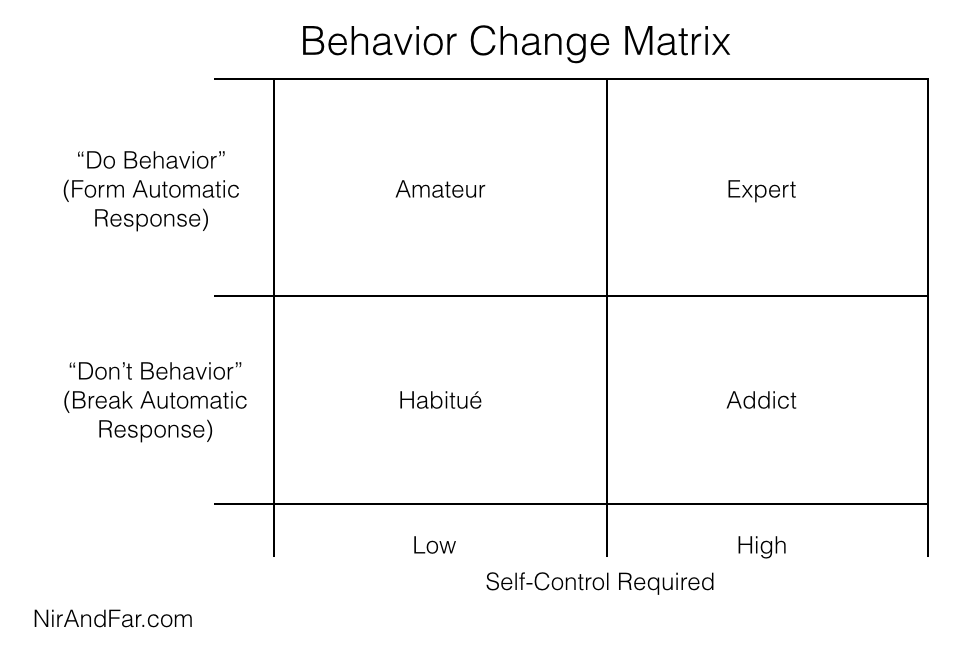 Behavior Change Matrix
“Do Behavior”
(Form Automatic
Response)
Amateur
Expert
“Don’t Behavior”
(Break Automatic
Response)
Habitué
Addict
Low
High
Self-Control Required
NirAndFar.com